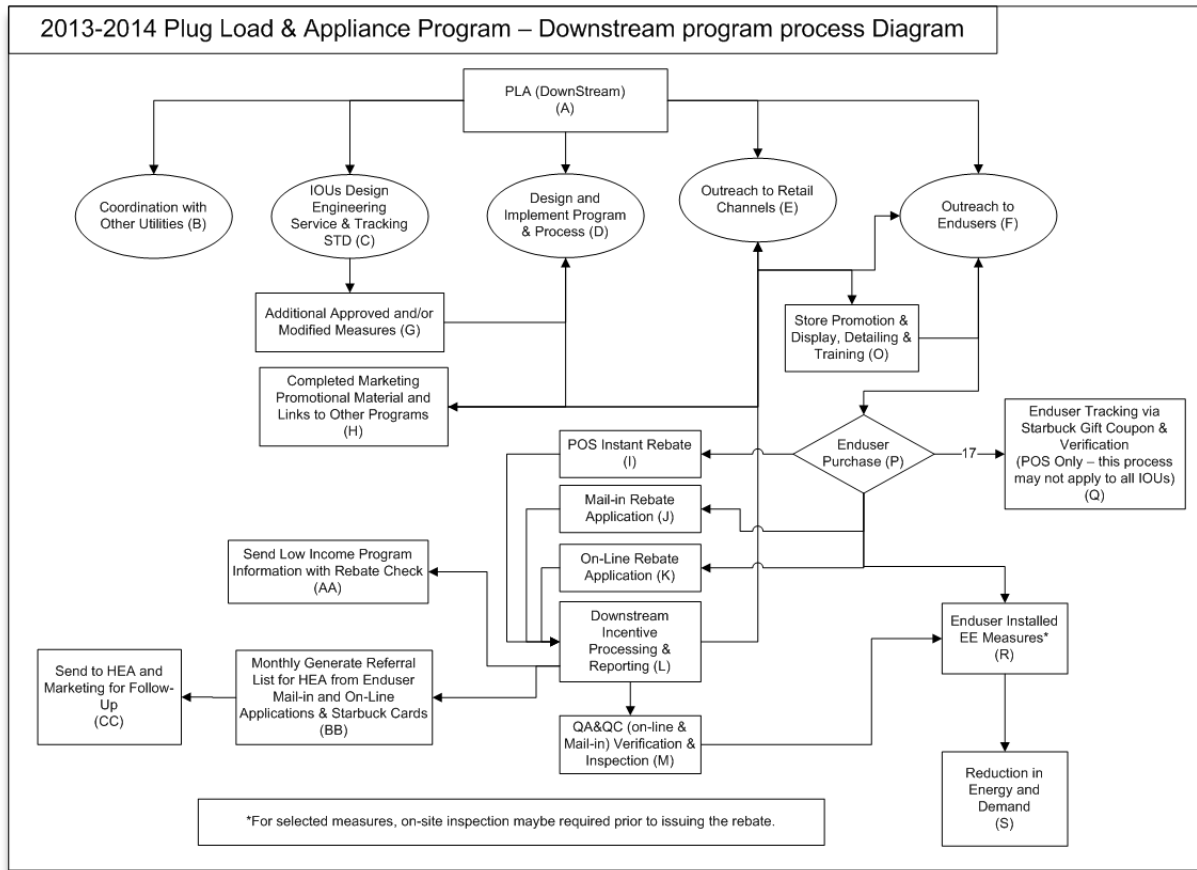 2013-2014 Plug Load & Appliance Program – Downstream program process Diagram
PLA (DownStream)
(A)
Coordination with
Other Utilities (B)
IOUs Design
Engineering
Service & Tracking
STD (C)
Design and
Implement Program
& Process (D)
Outreach to Retail
Channels (E)
Outreach to
Endusers (F)
Additional Approved and/or
Modified Measures (G)
Store Promotion &
Display, Detailing &
Training (O)
Completed Marketing
Promotional Material and
Links to Other Programs
(H)
POS Instant Rebate
(I)
Enduser
Purchase (P)
17
Enduser Tracking via
Starbuck Gift Coupon &
Verification
(POS Only – this process
may not apply to all IOUs)
(Q)
Mail-in Rebate
Application (J)
On-Line Rebate
Application (K)
Send Low Income Program
Information with Rebate Check
(AA)
Downstream
Incentive
Processing &
Reporting (L)
Enduser Installed
EE Measures*
(R)
Send to HEA and
Marketing for Follow-
Up
(CC)
Monthly Generate Referral
List for HEA from Enduser
Mail-in and On-Line
Applications & Starbuck Cards
(BB)
QA&QC (on-line &
Mail-in) Verification &
Inspection (M)
Reduction in
Energy and
Demand
(S)
*For selected measures, on-site inspection maybe required prior to issuing the rebate.